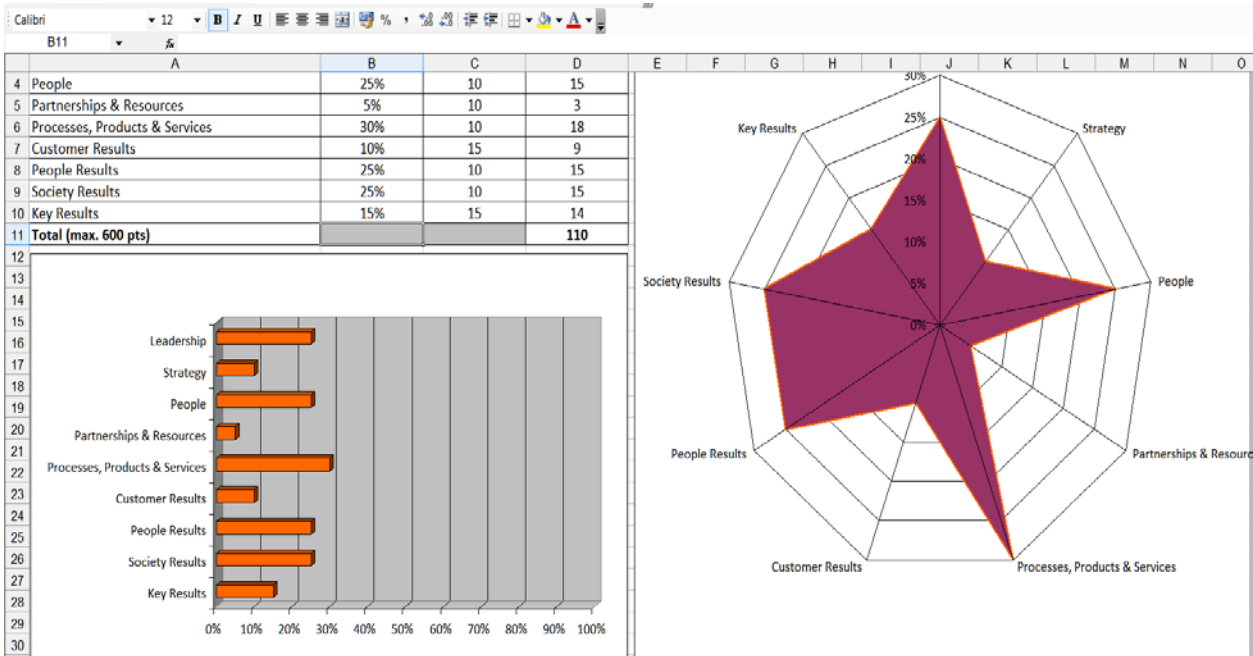 Calibri 12 B I U % ,
B11 fx
A B C D E F G H I J K L M N O
4 People 25% 10 15
5 Partnerships & Resources 5% 10 3
6 Processes, Products & Services 30% 10 18
7 Customer Results 10% 15 9
8 People Results 25% 10 15
9 Society Results 25% 10 15
10 Key Results 15% 15 14
11 Total (max. 600 pts) 110
12
13
14
15
16
17
18
19
20
21
22
23
24
25
26
27
28
29
30
Leadership
Strategy
People
Partnerships & Resources
Processes, Products & Services
Customer Results
People Results
Society Results
Key Results
0% 10% 20% 30% 40% 50% 60% 70% 80% 90% 100%
30%
25%
20%
15%
10%
5%
0%
Strategy
People
Partnerships & Resourc
Processes, Products & Services
Customer Results
People Results
Society Results
Key Results